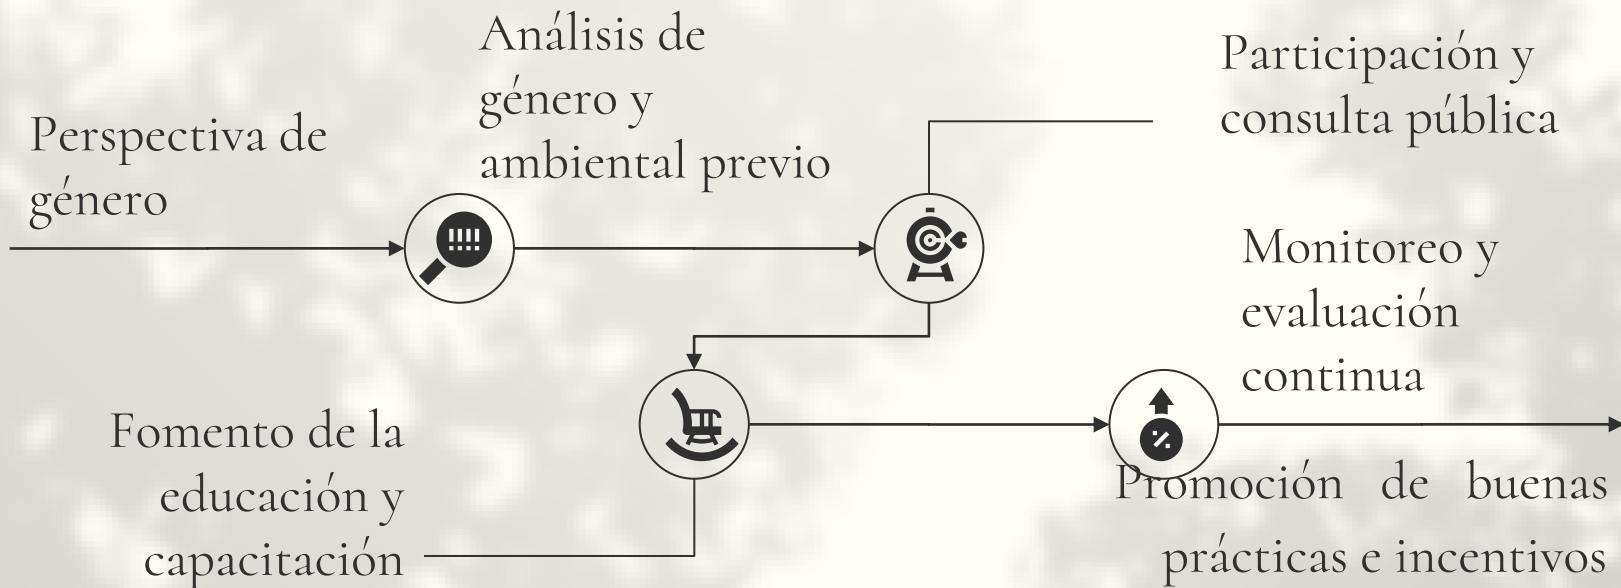 Perspectiva de
género
Análisis de
género y
ambiental previo
Participación y
consulta pública
Fomento de la
educación y
capacitación
Monitoreo y
evaluación
continua
Promoción de buenas
prácticas e incentivos